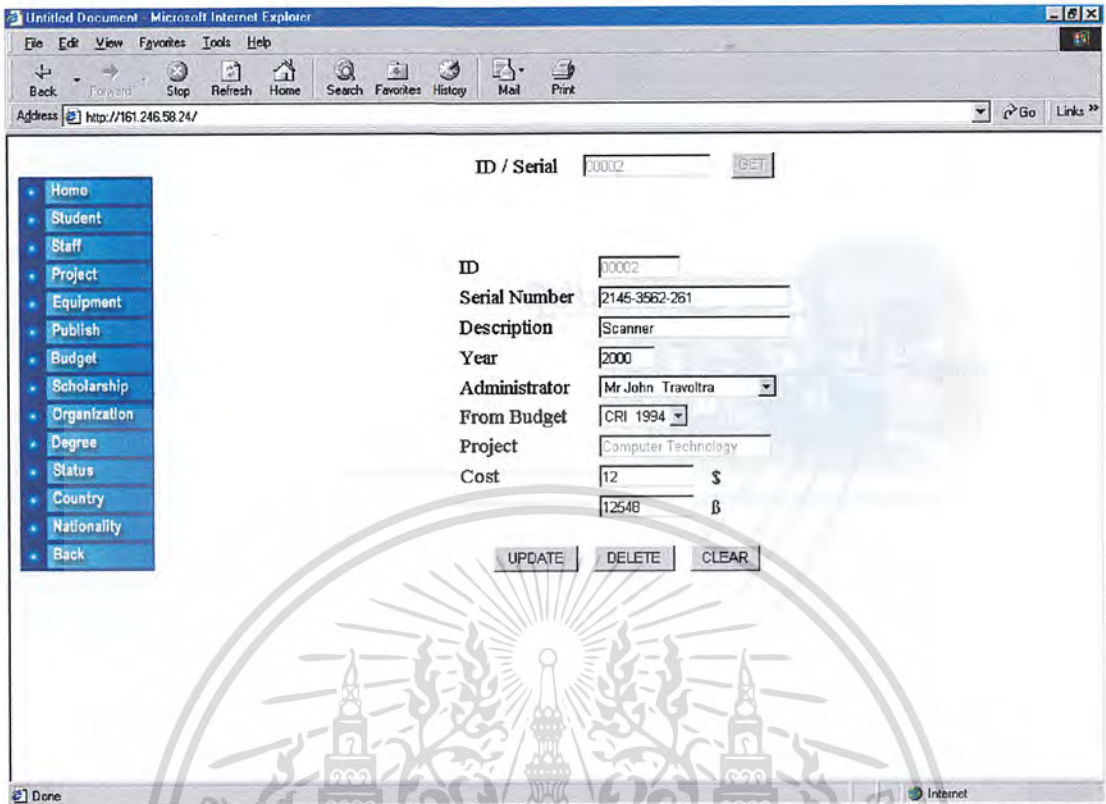 Untitled Document - Microsoft Internet Explorer
File Edit View Favorites Tools Help
Back Forward Stop Refresh Home Search Favorites History Mail Print
Address http://161.246.58.24/ Go Links »
ID / Serial 00002 GET
Home
Student
Staff
Project
Equipment
Publish
Budget
Scholarship
Organization
Degree
Status
Country
Nationality
Back
ID 00002
Serial Number 2145-3562-261
Description Scanner
Year 2000
Administrator Mr John Travoltra
From Budget CRI 1994
Project Computer Technology
Cost 12 $
12548 ß
UPDATE DELETE CLEAR
Done Internet